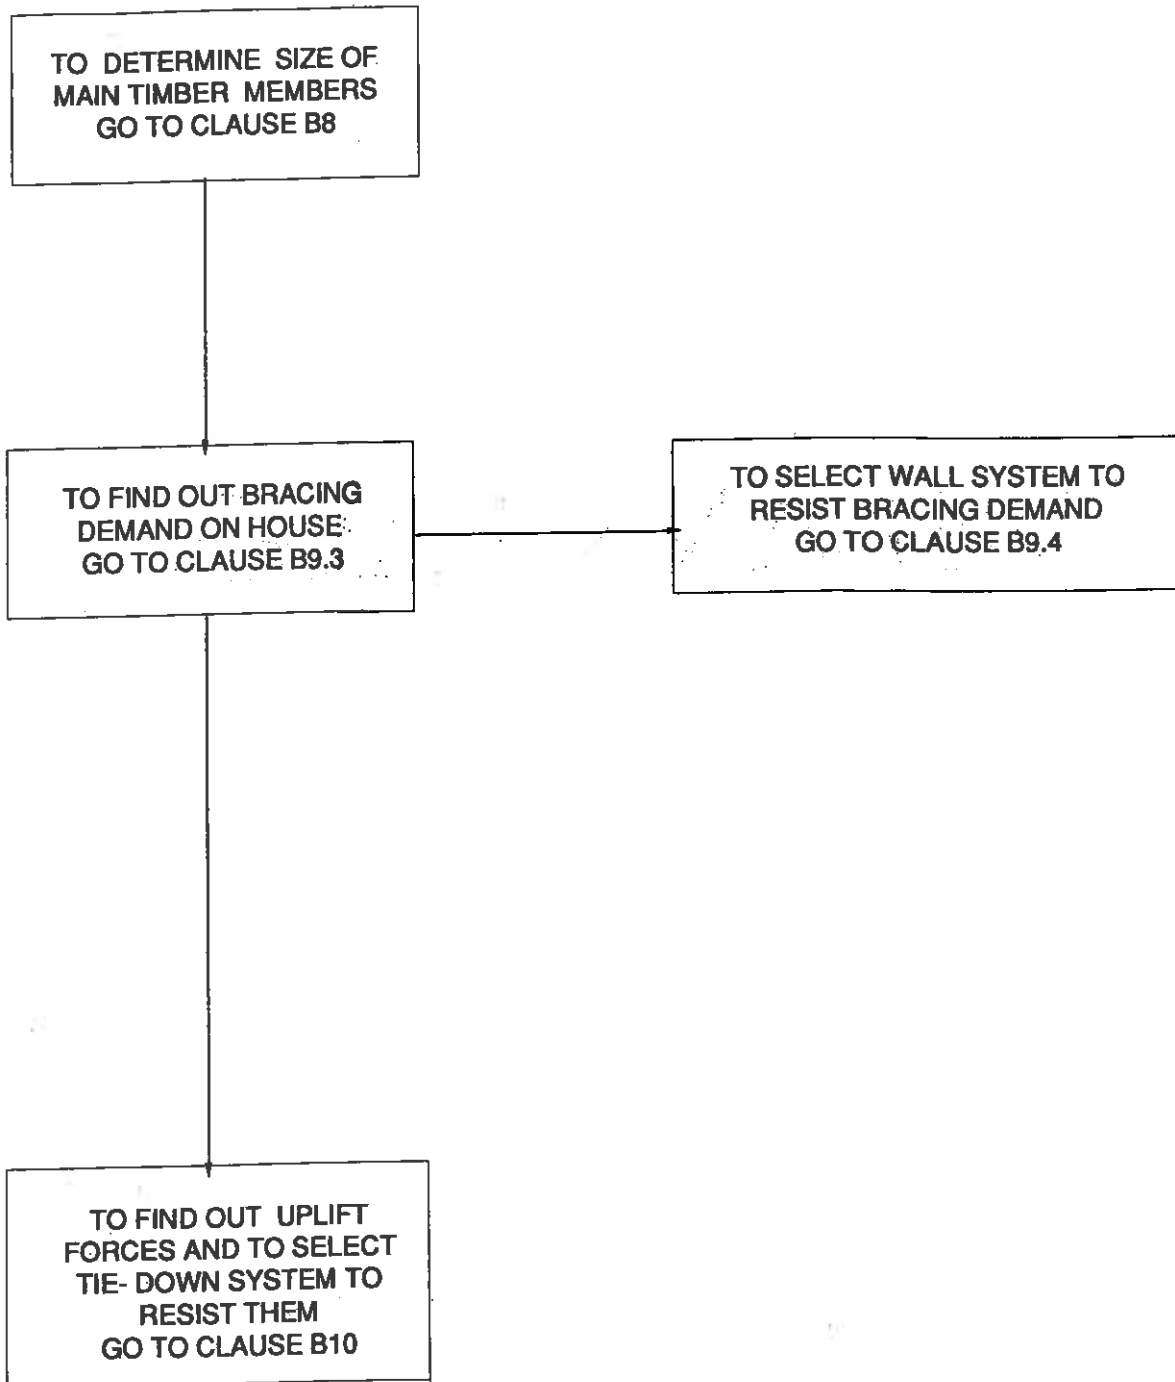 TO DETERMINE SIZE OF
MAIN TIMBER MEMBERS
GO TO CLAUSE B8
TO FIND OUT BRACING
DEMAND ON HOUSE
GO TO CLAUSE B9.3
TO SELECT WALL SYSTEM TO
RESIST BRACING DEMAND
GO TO CLAUSE B9.4
TO FIND OUT UPLIFT
FORCES AND TO SELECT
TIE- DOWN SYSTEM TO
RESIST THEM
GO TO CLAUSE B10